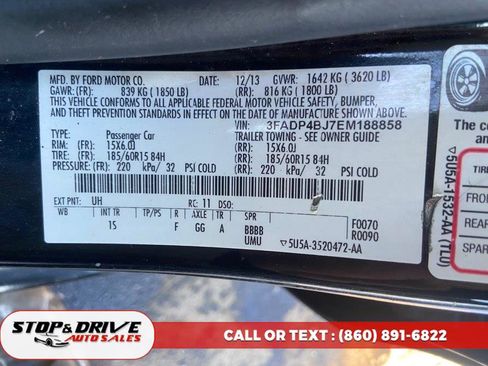 MFD. BY FORD MOTOR CO.
DATE: 12/13 GVWR: 1642 KG ( 3620 LB)
GAWR: (FR) 839 KG ( 1850 LB) (RR) 816 KG ( 1800 LB)
THIS VEHICLE CONFORMS TO ALL APPLICABLE FEDERAL MOTOR VEHICLE SAFETY, BUMPER,
AND THEFT PREVENTION STANDARDS IN EFFECT ON THE DATE OF MANUFACTURE SHOWN ABOVE.
VIN: 3FADP4BJ7EM188858
TYPE: Passenger Car TRAILER TOWING - SEE OWNER GUIDE
RIM: (FR) 15X6.0J (RR) 15X6.0J
TIRE: (FR) 185/60R15 84H (RR) 185/60R15 84H
PRESSURE: (FR) 220 kPa/ 32 PSI COLD (RR) 220 kPa/ 32 PSI COLD
EXT PNT: UH RC: 11 DSO:
WB INT TR TP/PS R AXLE TR SPR
1S F GG A BBBB
UMU
F0070
R0090
▽5U5A-3520472-AA
The co
wei
▽5U5A-1532-AA (TLU)
TIR
FRO
REAR
SPAR
STOP & DRIVE
AUTO SALES
CALL OR TEXT : (860) 891-6822